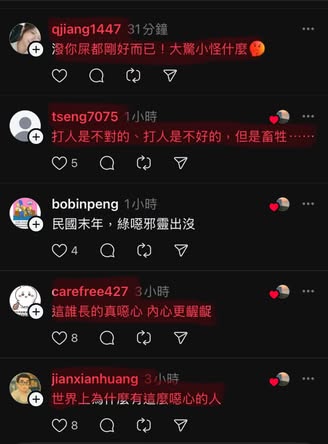 qjiang1447 31分鐘
潑你屎都剛好而已！大驚小怪什麼
tseng7075 1小時
打人是不對的、打人是不好的，但是畜牲⋯⋯
5
bobinpeng 1小時
民國末年，綠噁邪靈出沒
4
carefree427 3小時
這誰長的真噁心 內心更齷齪
8
jianxianhuang 3小時
世界上為什麼有這麼噁心的人
8